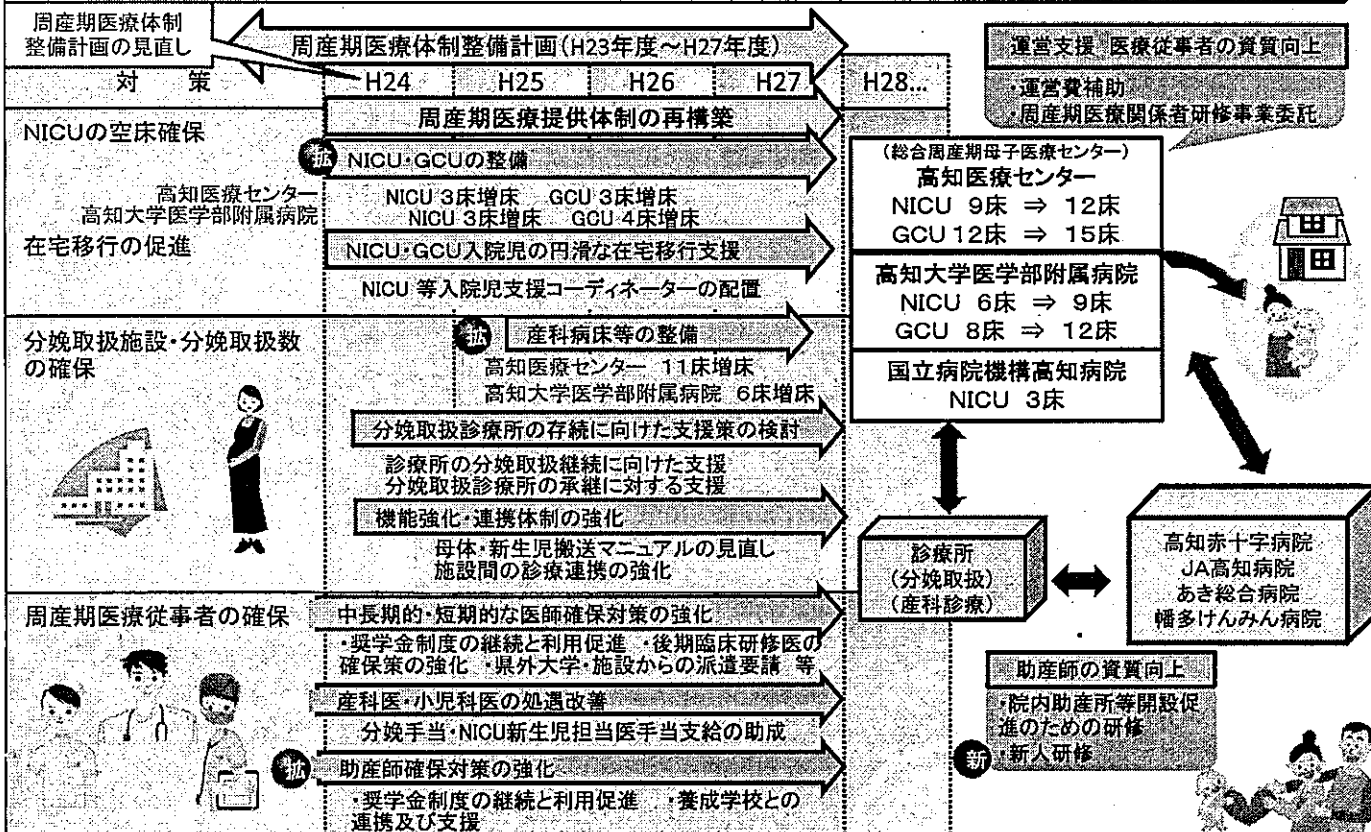 周産期医療体制
整備計画の見直し
周産期医療体制整備計画(H23年度～H27年度)
対 策
H24
H25
H26
H27
H28...
運営支援 医療従事者の資質向上
・運営費補助
・周産期医療関係者研修事業委託
周産期医療提供体制の再構築
NICUの空床確保
拡
NICU・GCUの整備
高知医療センター
NICU 3床増床 GCU 3床増床
高知大学医学部附属病院
NICU 3床増床 GCU 4床増床
在宅移行の促進
NICU・GCU入院児の円滑な在宅移行支援
NICU 等入院児支援コーディネーターの配置
(総合周産期母子医療センター)
高知医療センター
NICU 9床 ⇒ 12床
GCU 12床 ⇒ 15床
高知大学医学部附属病院
NICU 6床 ⇒ 9床
GCU 8床 ⇒ 12床
国立病院機構高知病院
NICU 3床
分娩取扱施設・分娩取扱数
の確保
拡
産科病床等の整備
高知医療センター 11床増床
高知大学医学部附属病院 6床増床
分娩取扱診療所の存続に向けた支援策の検討
診療所の分娩取扱継続に向けた支援
分娩取扱診療所の承継に対する支援
機能強化・連携体制の強化
母体・新生児搬送マニュアルの見直し
施設間の診療連携の強化
診療所
(分娩取扱)
(産科診療)
高知赤十字病院
JA高知病院
あき総合病院
幡多けんみん病院
周産期医療従事者の確保
中長期的・短期的な医師確保対策の強化
・奨学金制度の継続と利用促進 ・後期臨床研修医の
確保策の強化 ・県外大学・施設からの派遣要請 等
産科医・小児科医の処遇改善
分娩手当・NICU新生児担当医手当支給の助成
拡
助産師確保対策の強化
・奨学金制度の継続と利用促進 ・養成学校との
連携及び支援
助産師の資質向上
・院内助産所等開設促
進のための研修
・新人研修
新